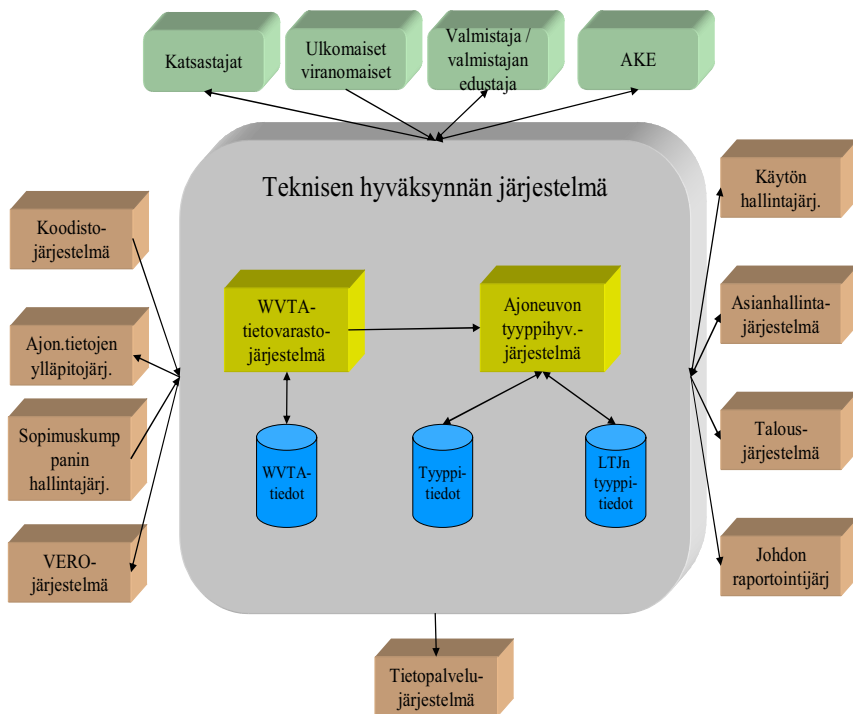 Katsastajat
Ulkomaiset
viranomaiset
Valmistaja /
valmistajan
edustaja
AKE
Teknisen hyväksynnän järjestelmä
Koodisto-
järjestelmä
Ajon.tietojen
ylläpitojärj.
Sopimuskump
panin
hallintajärj.
VERO-
järjestelmä
WVTA-
tietovarasto-
järjestelmä
Ajoneuvon
tyyppihyv.-
järjestelmä
WVTA-
tiedot
Tyyppi-
tiedot
LTJn
tyyppi-
tiedot
Käytön
hallintajärj.
Asianhallinta-
järjestelmä
Talous-
järjestelmä
Johdon
raportointijärj
Tietopalvelu-
järjestelmä